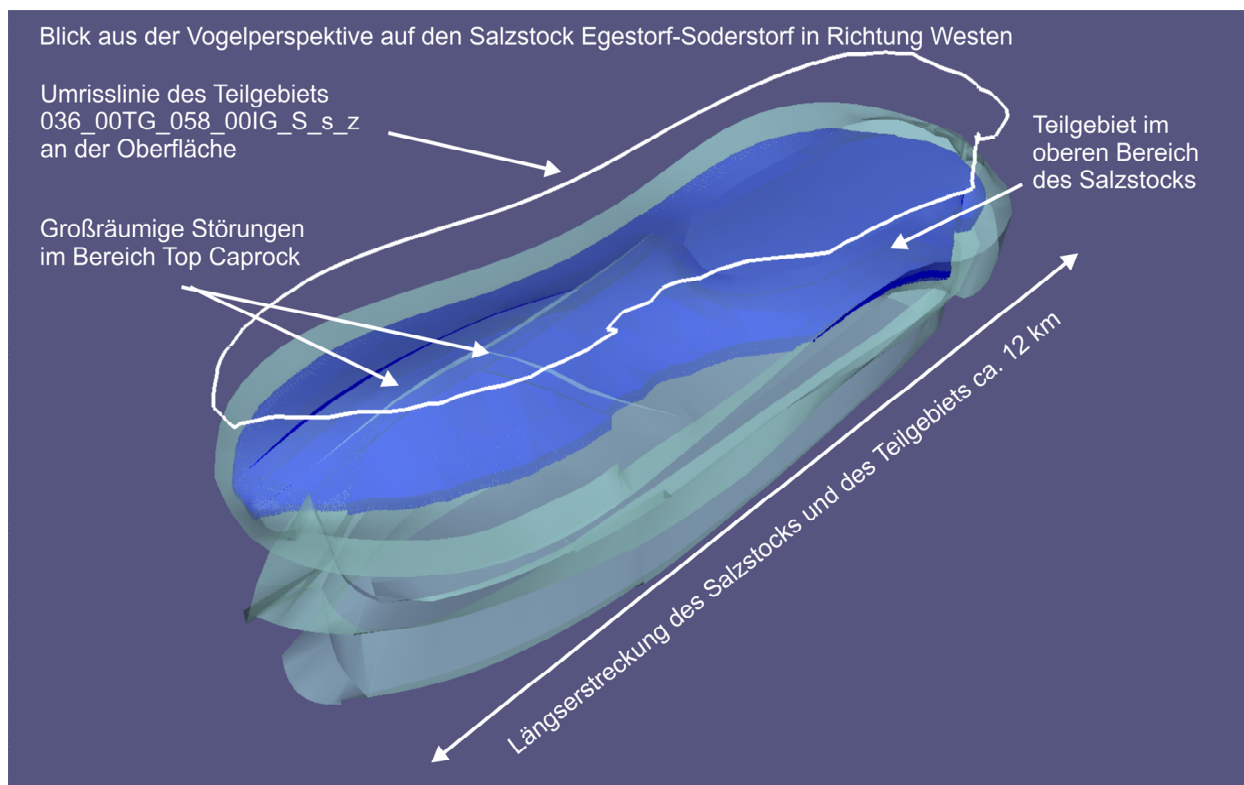 Blick aus der Vogelperspektive auf den Salzstock Egestorf-Soderstorf in Richtung Westen
Umrisslinie des Teilgebiets
036_00TG_058_00IG_S_s_z
an der Oberfläche
Teilgebiet im
oberen Bereich
des Salzstocks
Großräumige Störungen
im Bereich Top Caprock
Längserstreckung des Salzstocks und des Teilgebiets ca. 12 km